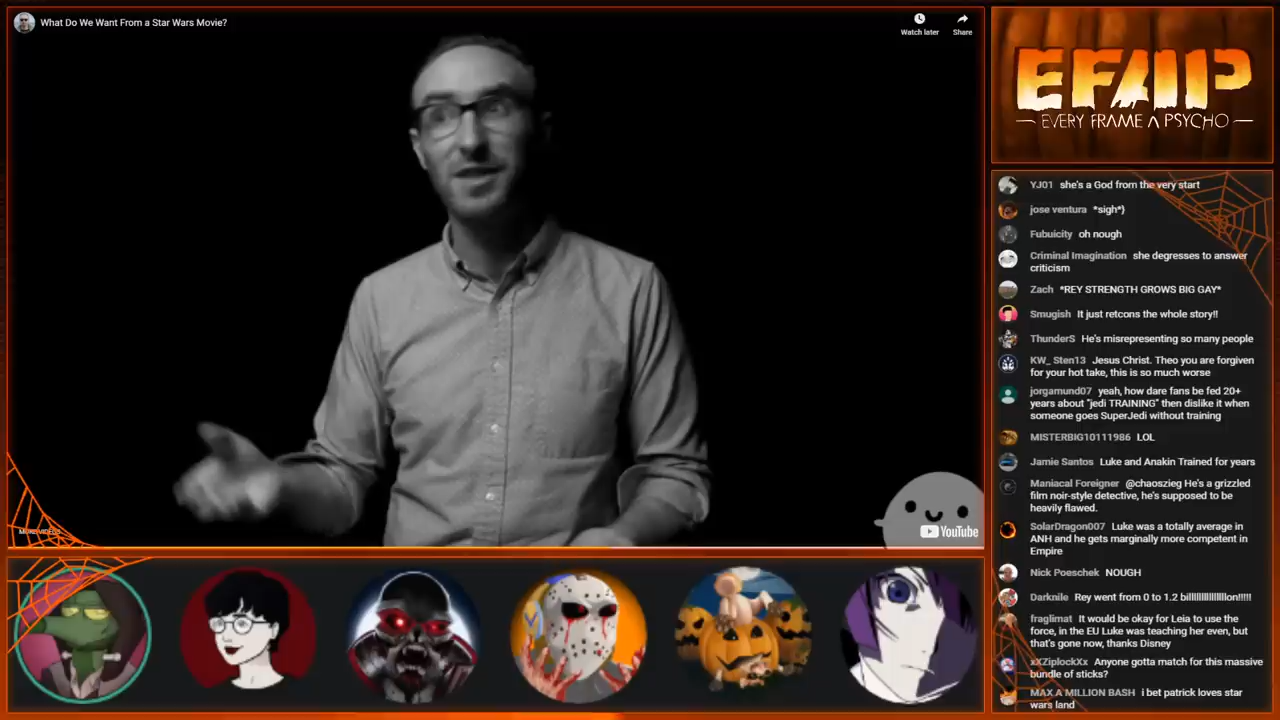 What Do We Want From a Star Wars Movie?
Watch later
Share
YouTube
EFAP
EVERY FRAME A PSYCHO
YJ01 she's a God from the very start
jose ventura *sigh*}
Fubuicity oh nough
Criminal Imagination she degresses to answer
criticism
Zach *REY STRENGTH GROWS BIG GAY*
Smugish It just retcons the whole story!!
ThunderS He's misrepresenting so many people
KW_ Sten13 Jesus Christ. Theo you are forgiven
for your hot take, this is so much worse
jorgamund07 yeah, how dare fans be fed 20+
years about "jedi TRAINING" then dislike it when
someone goes SuperJedi without training
MISTERBIG10111986 LOL
Jamie Santos Luke and Anakin Trained for years
Maniacal Foreigner @chaoszieg He's a grizzled
film noir-style detective, he's supposed to be
heavily flawed.
SolarDragon007 Luke was a totally average in
ANH and he gets marginally more competent in
Empire
Nick Poeschek NOUGH
Darknile Rey went from 0 to 1.2 billllllllllllllllon!!!!!
fraglimat It would be okay for Leia to use the
force, in the EU Luke was teaching her even, but
that's gone now, thanks Disney
xXZiplockXx Anyone gotta match for this massive
bundle of sticks?
MAX A MILLION BASH i bet patrick loves star
wars land